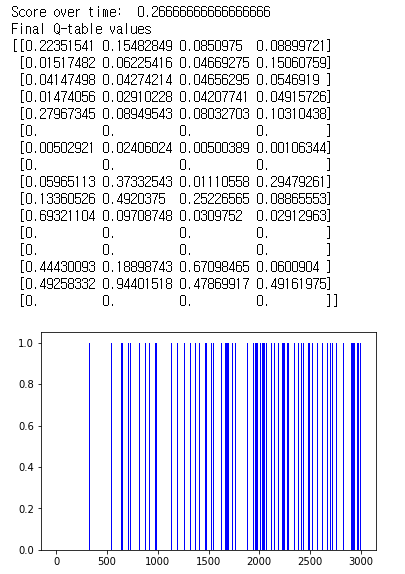 Score over time:  0.26666666666666666
Final Q-table values
[[0.22351541 0.15482849 0.0850975  0.08899721]
 [0.01517482 0.06225416 0.04669275 0.15060759]
 [0.04147498 0.04274214 0.04656295 0.0546919 ]
 [0.01474056 0.02910228 0.04207741 0.04915726]
 [0.27967345 0.08949543 0.08032703 0.10310438]
 [0.         0.         0.         0.        ]
 [0.00502921 0.02406024 0.00500389 0.00106344]
 [0.         0.         0.         0.        ]
 [0.05965113 0.37332543 0.01110558 0.29479261]
 [0.13360526 0.4920375  0.25226565 0.08865553]
 [0.69321104 0.09708748 0.0309752  0.02912963]
 [0.         0.         0.         0.        ]
 [0.         0.         0.         0.        ]
 [0.44430093 0.18898743 0.67098465 0.0600904 ]
 [0.49258332 0.94401518 0.47869917 0.49161975]
 [0.         0.         0.         0.        ]]
1.0
0.8
0.6
0.4
0.2
0.0
0 500 1000 1500 2000 2500 3000